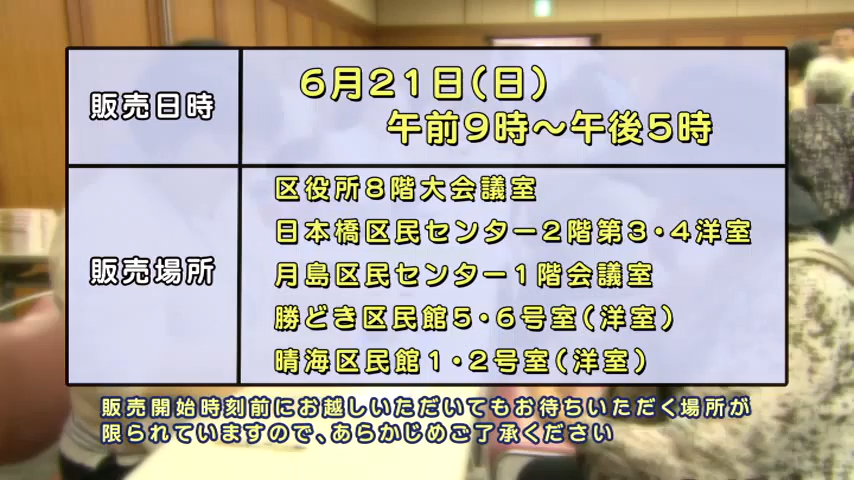 販売日時
6月21日(日)
午前9時～午後5時
販売場所
区役所8階大会議室
日本橋区民センター2階第3・4洋室
月島区民センター1階会議室
勝どき区民館5・6号室(洋室)
晴海区民館1・2号室(洋室)
販売開始時刻前にお越しいただいてもお待ちいただく場所が
限られていますので、あらかじめご了承ください